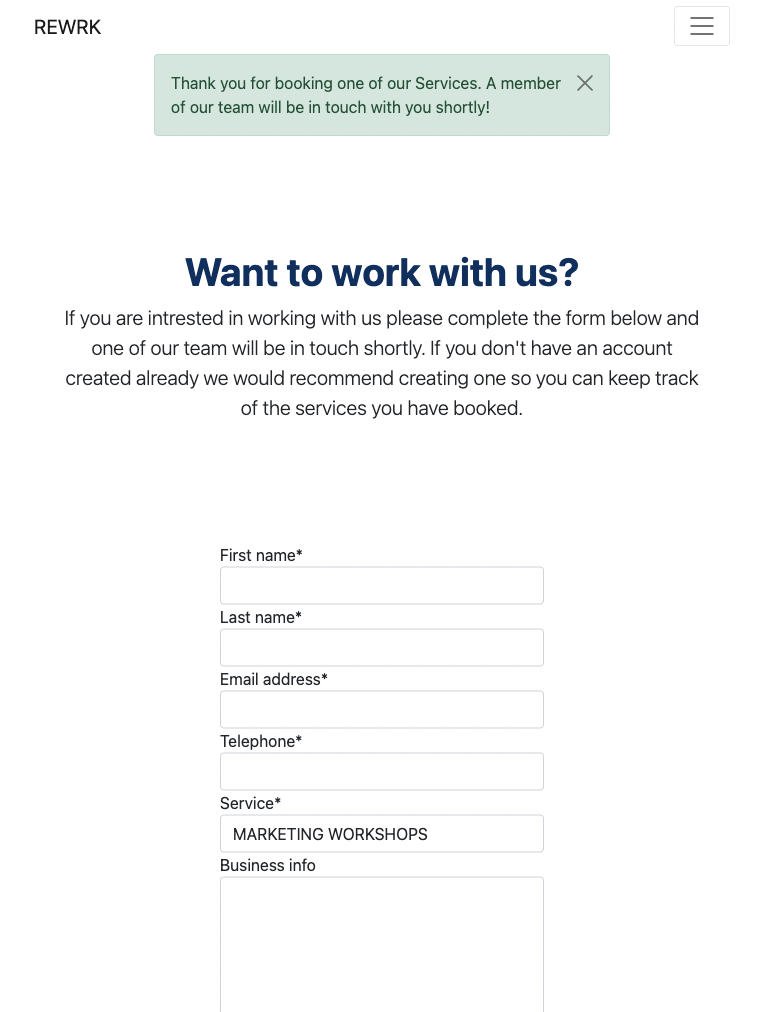 REWRK
Thank you for booking one of our Services. A member
of our team will be in touch with you shortly!
Want to work with us?
If you are intrested in working with us please complete the form below and
one of our team will be in touch shortly. If you don't have an account
created already we would recommend creating one so you can keep track
of the services you have booked.
First name*
Last name*
Email address*
Telephone*
Service*
MARKETING WORKSHOPS
Business info